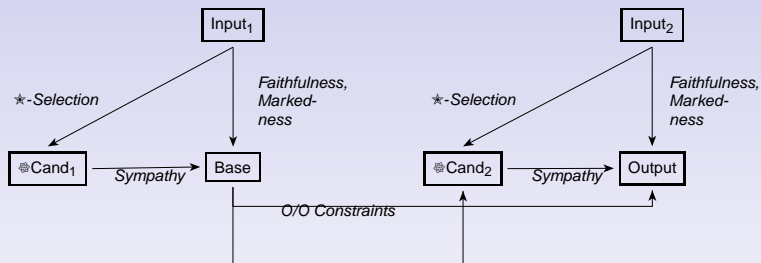 Input₁
Input₂
✭-Selection
Faithfulness,
Marked-
ness
✭-Selection
Faithfulness,
Marked-
ness
❀Cand₁
Sympathy
Base
❀Cand₂
Sympathy
Output
O/O Constraints